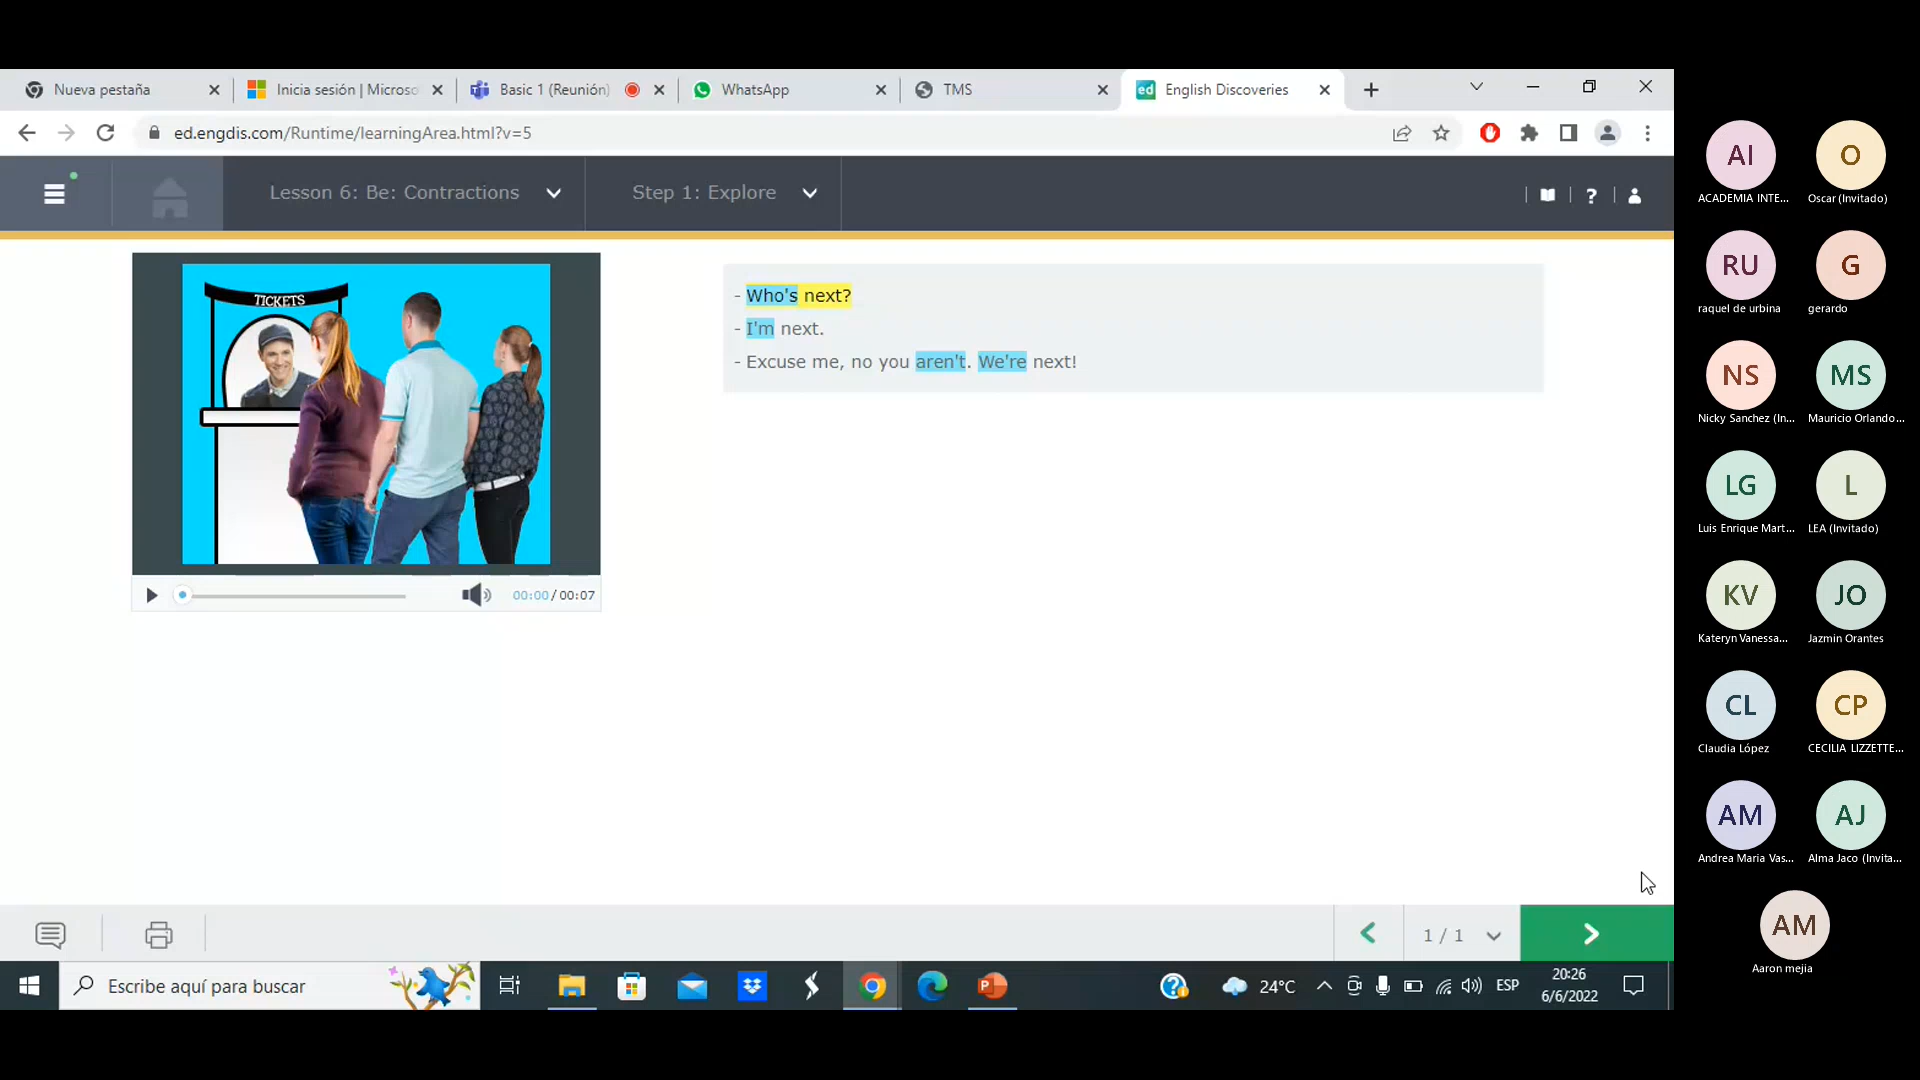 Nueva pestaña
Inicia sesión | Microso
Basic 1 (Reunión)
WhatsApp
TMS
ed English Discoveries
ed.engdis.com/Runtime/learningArea.html?v=5
Lesson 6: Be: Contractions
Step 1: Explore
?
TICKETS
- Who's next?
- I'm next.
- Excuse me, no you aren't. We're next!
00:00 / 00:07
1 / 1
Escribe aquí para buscar
24°C
ESP
20:26
6/6/2022
AI
ACADEMIA INTE...
O
Oscar (Invitado)
RU
raquel de urbina
G
gerardo
NS
Nicky Sanchez (In...
MS
Mauricio Orlando...
LG
Luis Enrique Mart...
L
LEA (Invitado)
KV
Kateryn Vanessa...
JO
Jazmin Orantes
CL
Claudia López
CP
CECILIA LIZZETTE...
AM
Andrea Maria Vas...
AJ
Alma Jaco (Invita...
AM
Aaron mejia